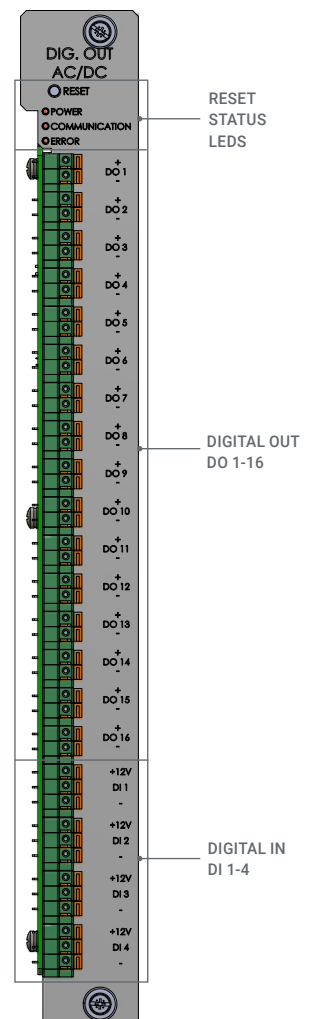 DIG. OUT
AC/DC
RESET
POWER
COMMUNICATION
ERROR
RESET
STATUS
LEDS
+
DO 1
-
+
DO 2
-
+
DO 3
-
+
DO 4
-
+
DO 5
-
+
DO 6
-
+
DO 7
-
+
DO 8
-
+
DO 9
-
+
DO 10
-
+
DO 11
-
+
DO 12
-
+
DO 13
-
+
DO 14
-
+
DO 15
-
+
DO 16
-
DIGITAL OUT
DO 1-16
+12V
DI 1
-
+12V
DI 2
-
+12V
DI 3
-
+12V
DI 4
-
DIGITAL IN
DI 1-4